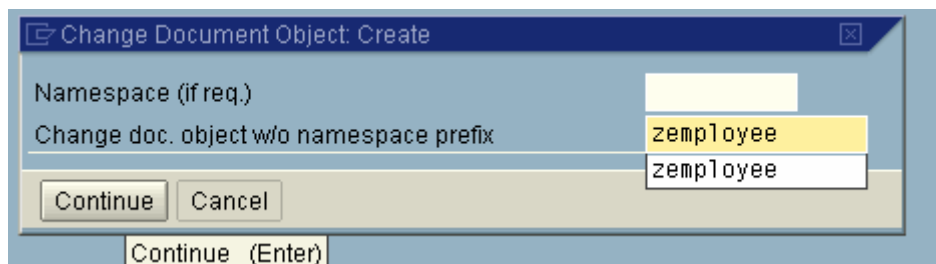 Change Document Object: Create
Namespace (if req.)
Change doc. object w/o namespace prefix zemployee
zemployee
Continue Cancel
Continue (Enter)